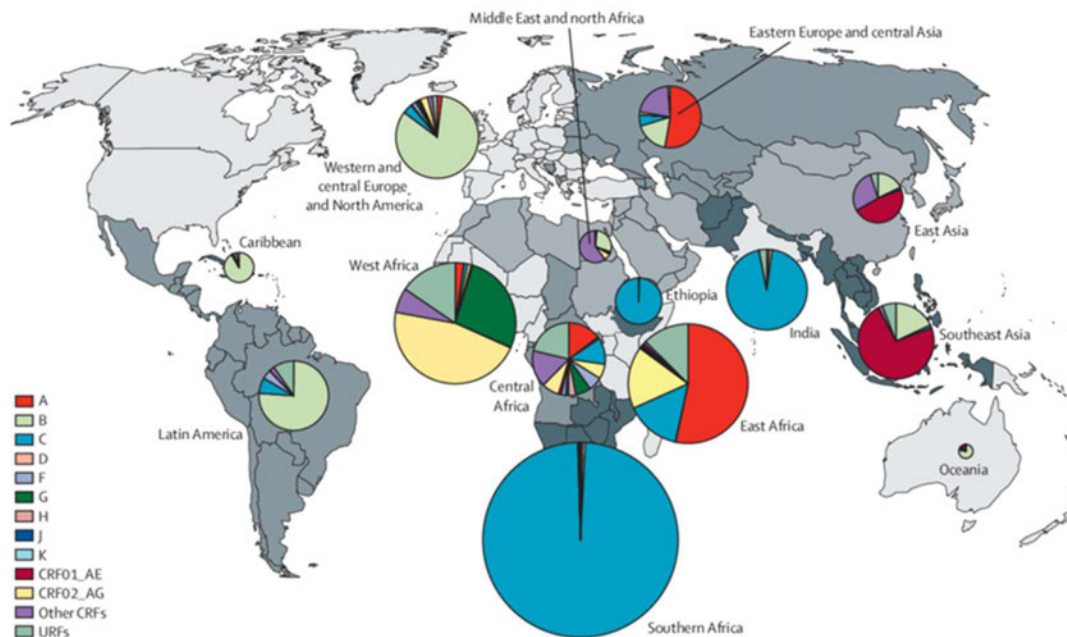 Middle East and north Africa
Eastern Europe and central Asia
Western and
central Europe
and North America
East Asia
Caribbean
West Africa
Ethiopia
India
Southeast Asia
Central
Africa
East Africa
Latin America
Oceania
Southern Africa
A
B
C
D
F
G
H
J
K
CRF01_AE
CRF02_AG
Other CRFs
URFs